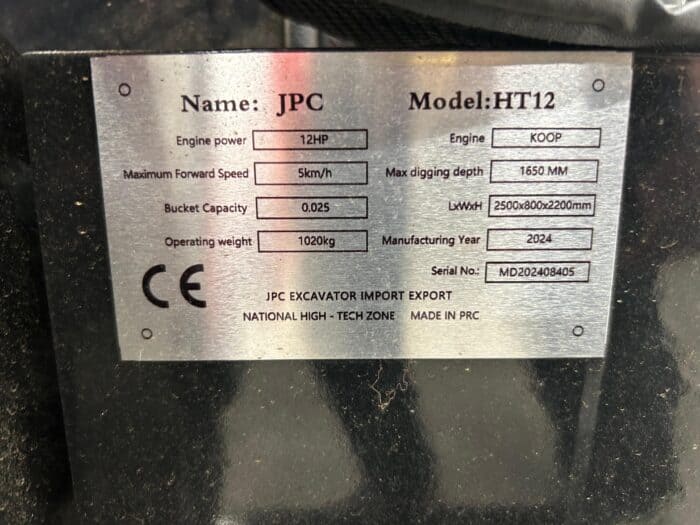 Name: JPC Model:HT12
Engine power 12HP Engine KOOP
Maximum Forward Speed 5km/h Max digging depth 1650 MM
Bucket Capacity 0.025 LxWxH 2500x800x2200mm
Operating weight 1020kg Manufacturing Year 2024
Serial No.: MD202408405
CE
JPC EXCAVATOR IMPORT EXPORT
NATIONAL HIGH - TECH ZONE MADE IN PRC